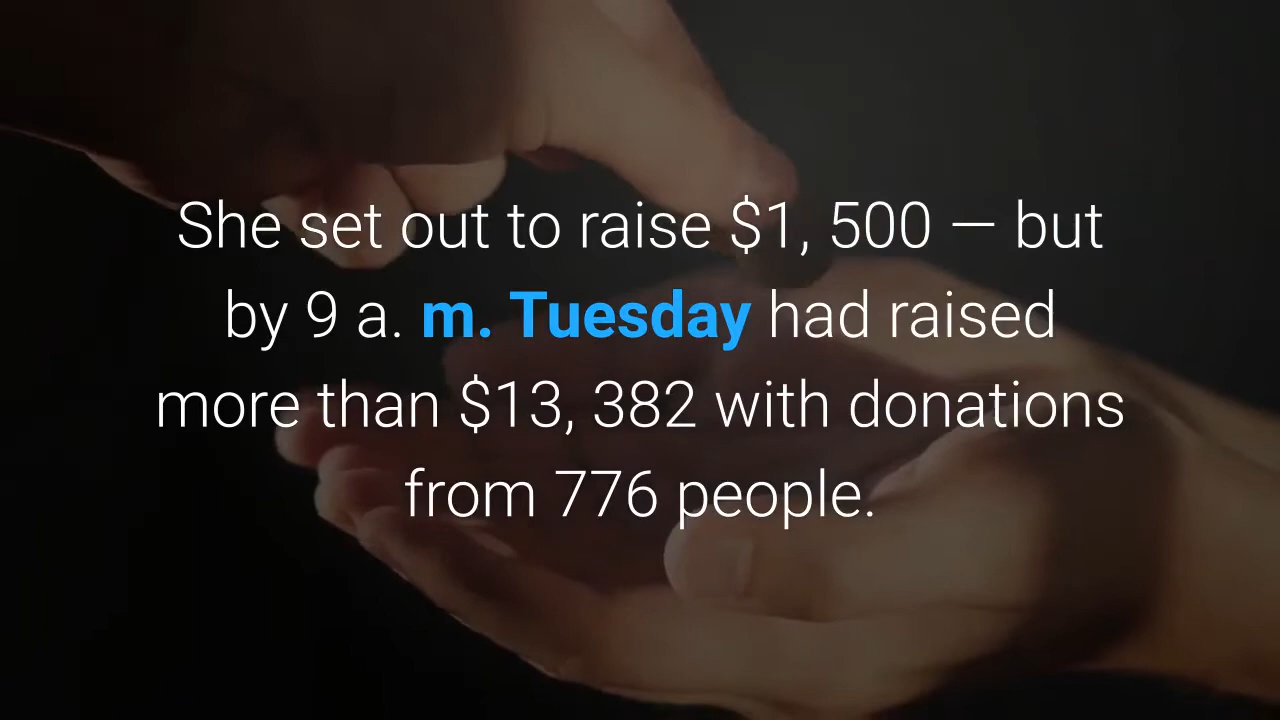 She set out to raise $1, 500 — but
by 9 a. m. Tuesday had raised
more than $13, 382 with donations
from 776 people.